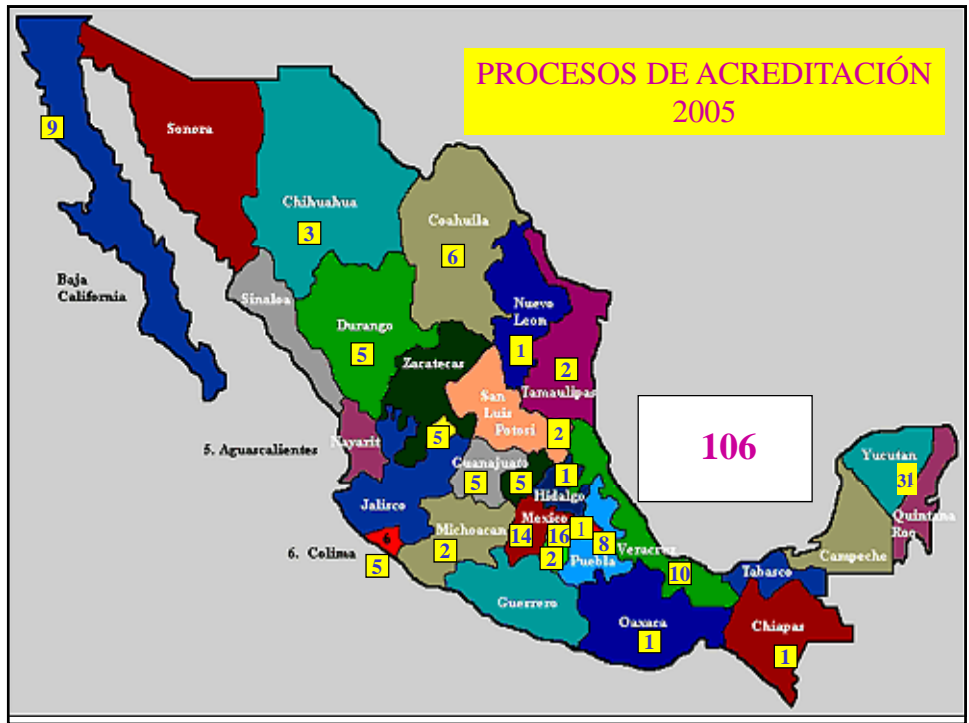 PROCESOS DE ACREDITACIÓN
2005
9
Sonora
Chihuahua
3
Coahuila
6
Baja
California
Sinaloa
Durango
5
Nuevo
Leon
1
Zacatecas
2
Tamaulipas
San
Luis
Potosi
2
5. Aguascalientes
Nayarit
5
Guanajuato
5
5
1
Hidalgo
106
Yucutan
Quintana
Roo
Jalisco
6
6. Colima
5
Michoacan
2
Mexico
14
16
1
2
8
Puebla
Veracruz
10
Campeche
Tabasco
Guerrero
Oaxaca
1
Chiapas
1